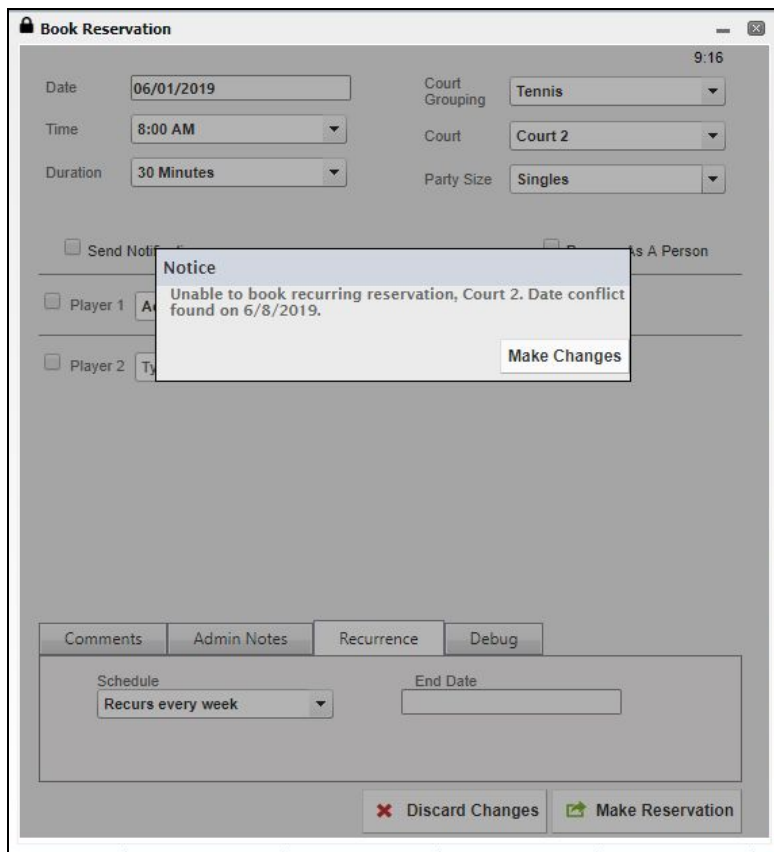 Book Reservation
9:16
Date 06/01/2019
Court Grouping Tennis
Time 8:00 AM
Court Court 2
Duration 30 Minutes
Party Size Singles
Send As A Person
Notice
Unable to book recurring reservation, Court 2. Date conflict
found on 6/8/2019.
Make Changes
Player 1
Player 2
Comments Admin Notes Recurrence Debug
Schedule End Date
Recurs every week
Discard Changes Make Reservation